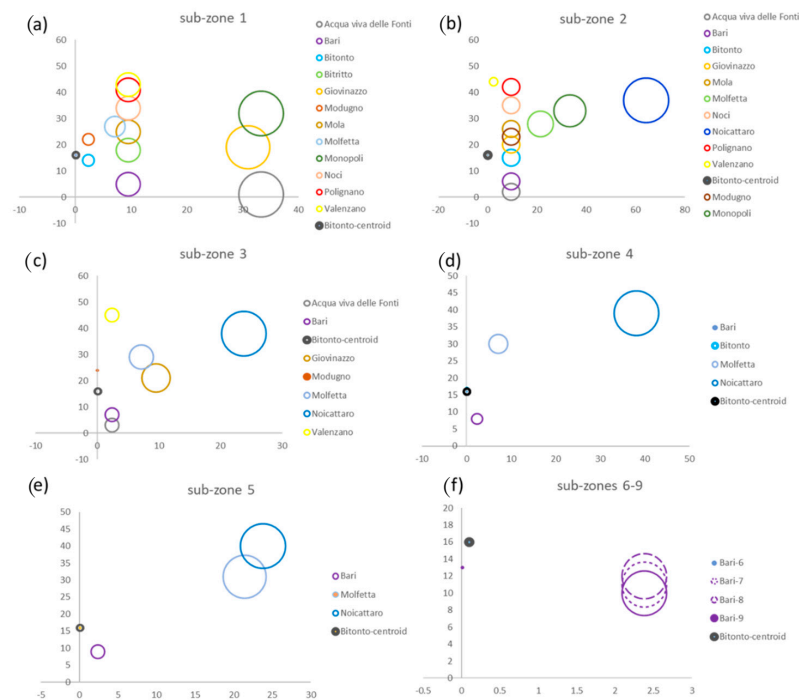 (a)
sub-zone 1
60
50
40
30
20
10
0
-10
-10 0 10 20 30 40
Acqua viva delle Fonti
Bari
Bitonto
Bitritto
Giovinazzo
Modugno
Mola
Molfetta
Monopoli
Noci
Polignano
Valenzano
Bitonto-centroid
(b)
sub-zone 2
60
50
40
30
20
10
0
-10
-20 0 20 40 60 80
Acqua viva delle Fonti
Bari
Bitonto
Giovinazzo
Mola
Molfetta
Noci
Noicattaro
Polignano
Valenzano
Bitonto-centroid
Modugno
Monopoli
(c)
sub-zone 3
60
50
40
30
20
10
0
-10
-10 0 10 20 30
Acqua viva delle Fonti
Bari
Bitonto-centroid
Giovinazzo
Modugno
Molfetta
Noicattaro
Valenzano
(d)
sub-zone 4
50
45
40
35
30
25
20
15
10
5
0
-10 0 10 20 30 40 50
Bari
Bitonto
Molfetta
Noicattaro
Bitonto-centroid
(e)
sub-zone 5
50
45
40
35
30
25
20
15
10
5
0
-5 0 5 10 15 20 25 30
Bari
Molfetta
Noicattaro
Bitonto-centroid
(f)
sub-zones 6-9
20
18
16
14
12
10
8
6
4
2
0
-0.5 0 0.5 1 1.5 2 2.5 3
Bari-6
Bari-7
Bari-8
Bari-9
Bitonto-centroid